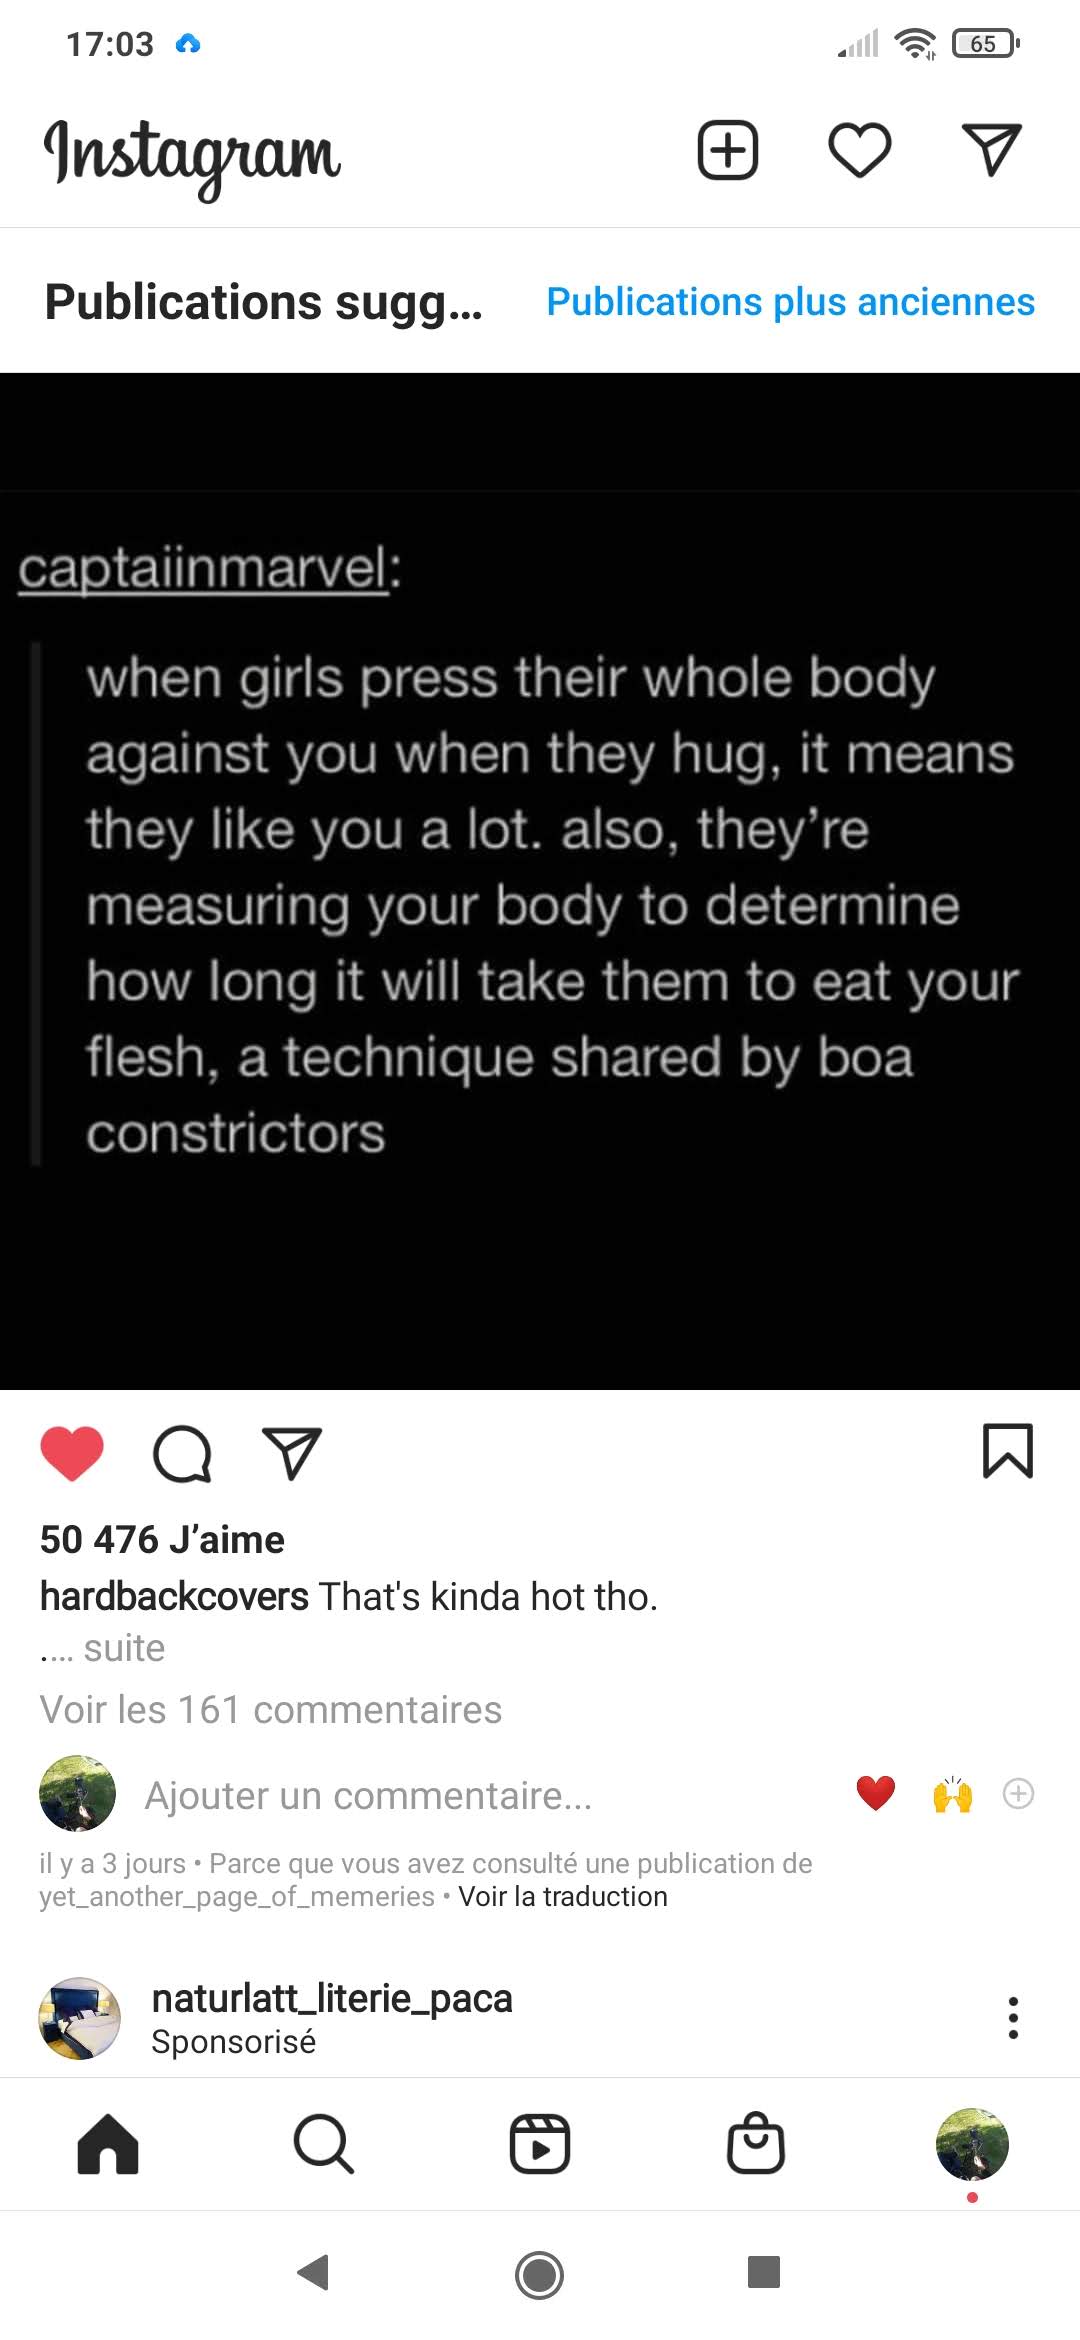 17:03
65
Instagram
Publications sugg... Publications plus anciennes
captaiinmarvel:
when girls press their whole body
against you when they hug, it means
they like you a lot. also, they’re
measuring your body to determine
how long it will take them to eat your
flesh, a technique shared by boa
constrictors
50 476 J’aime
hardbackcovers That's kinda hot tho.
.... suite
Voir les 161 commentaires
Ajouter un commentaire...
il y a 3 jours • Parce que vous avez consulté une publication de
yet_another_page_of_memeries • Voir la traduction
naturlatt_literie_paca
Sponsorisé